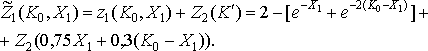 Z̃₁(K₀, X₁) = z₁(K₀, X₁) + Z₂(K′) = 2 − [e^{−X₁} + e^{−2(K₀−X₁)}] +
+ Z₂(0,75X₁ + 0,3(K₀ − X₁)).